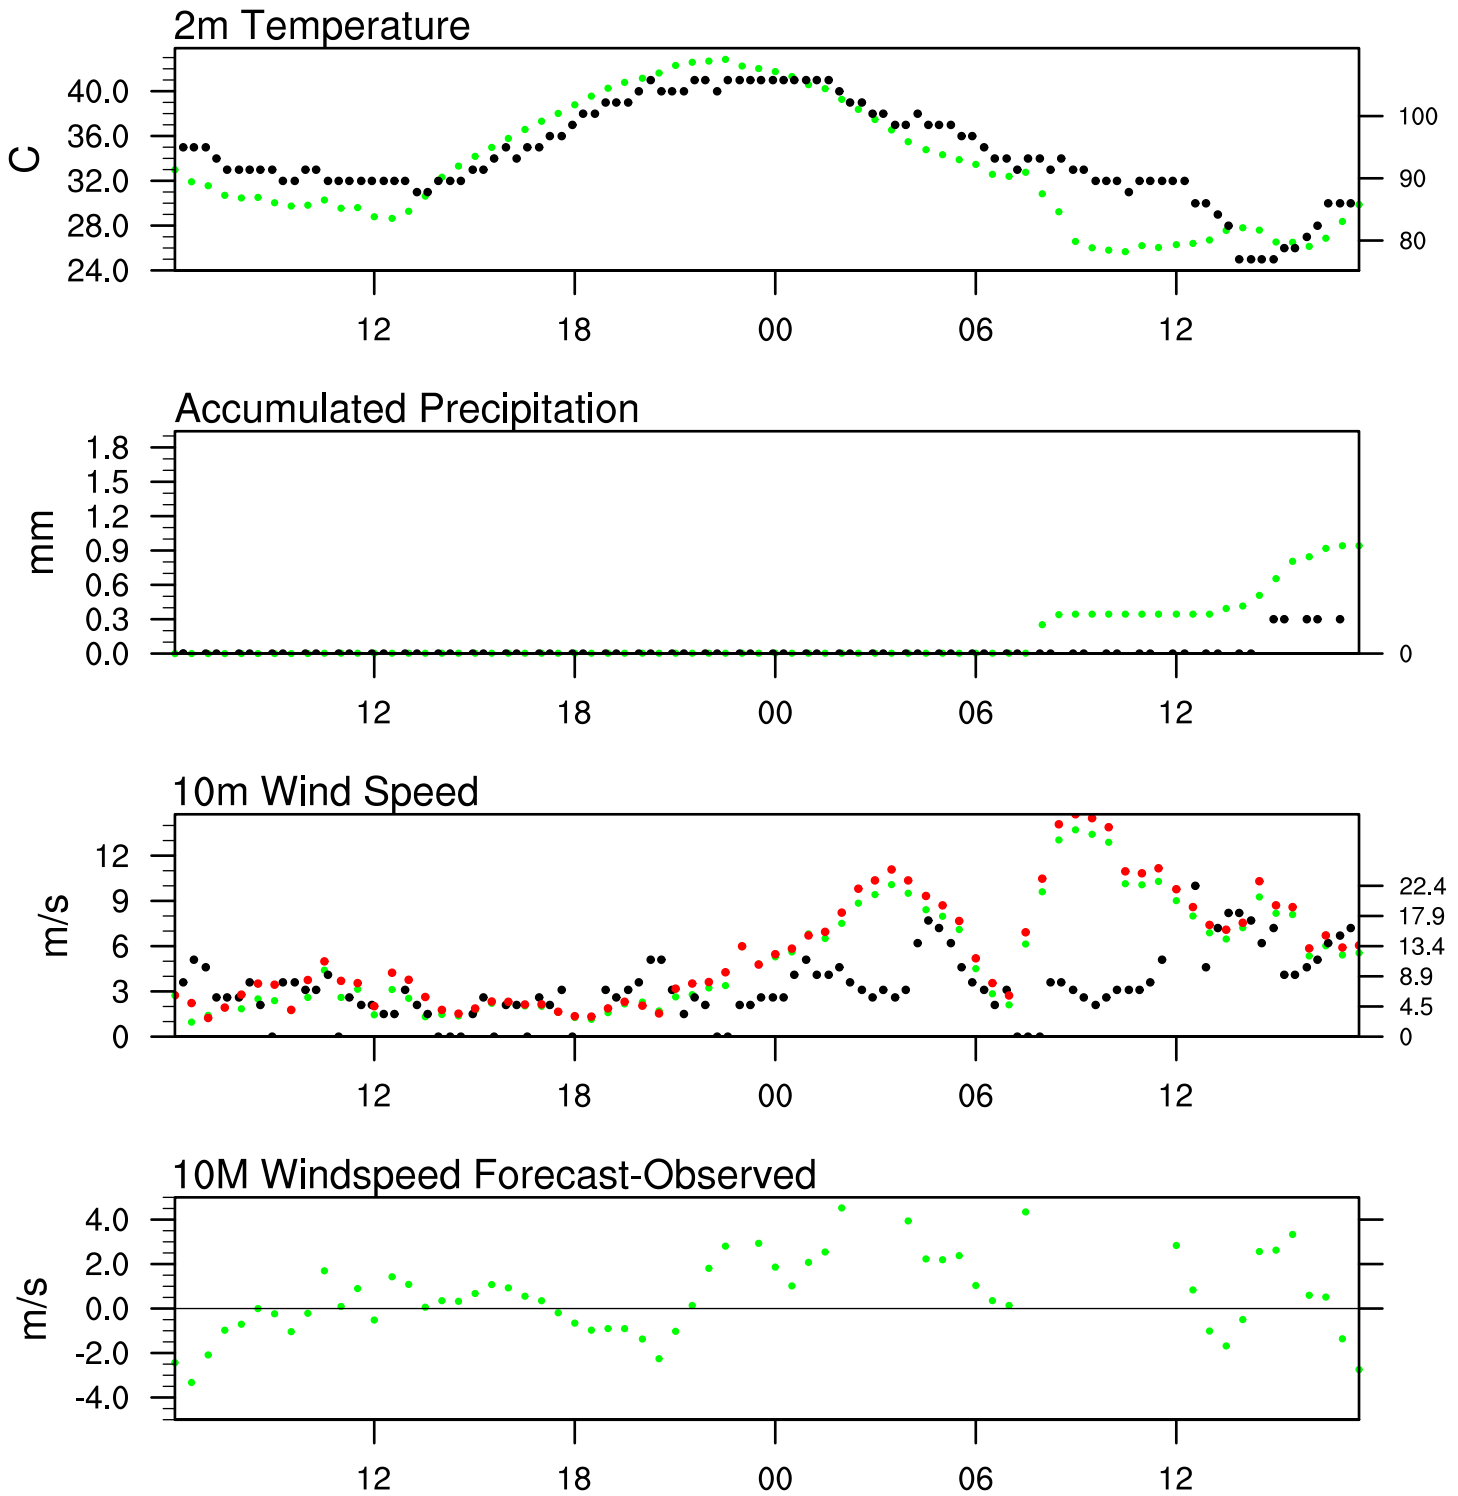 2m Temperature
40.0
36.0
32.0
28.0
24.0
C
100
90
80
12 18 00 06 12
Accumulated Precipitation
1.8
1.5
1.2
0.9
0.6
0.3
0.0
mm
0
12 18 00 06 12
10m Wind Speed
12
9
6
3
0
m/s
22.4
17.9
13.4
8.9
4.5
0
12 18 00 06 12
10M Windspeed Forecast-Observed
4.0
2.0
0.0
-2.0
-4.0
m/s
12 18 00 06 12